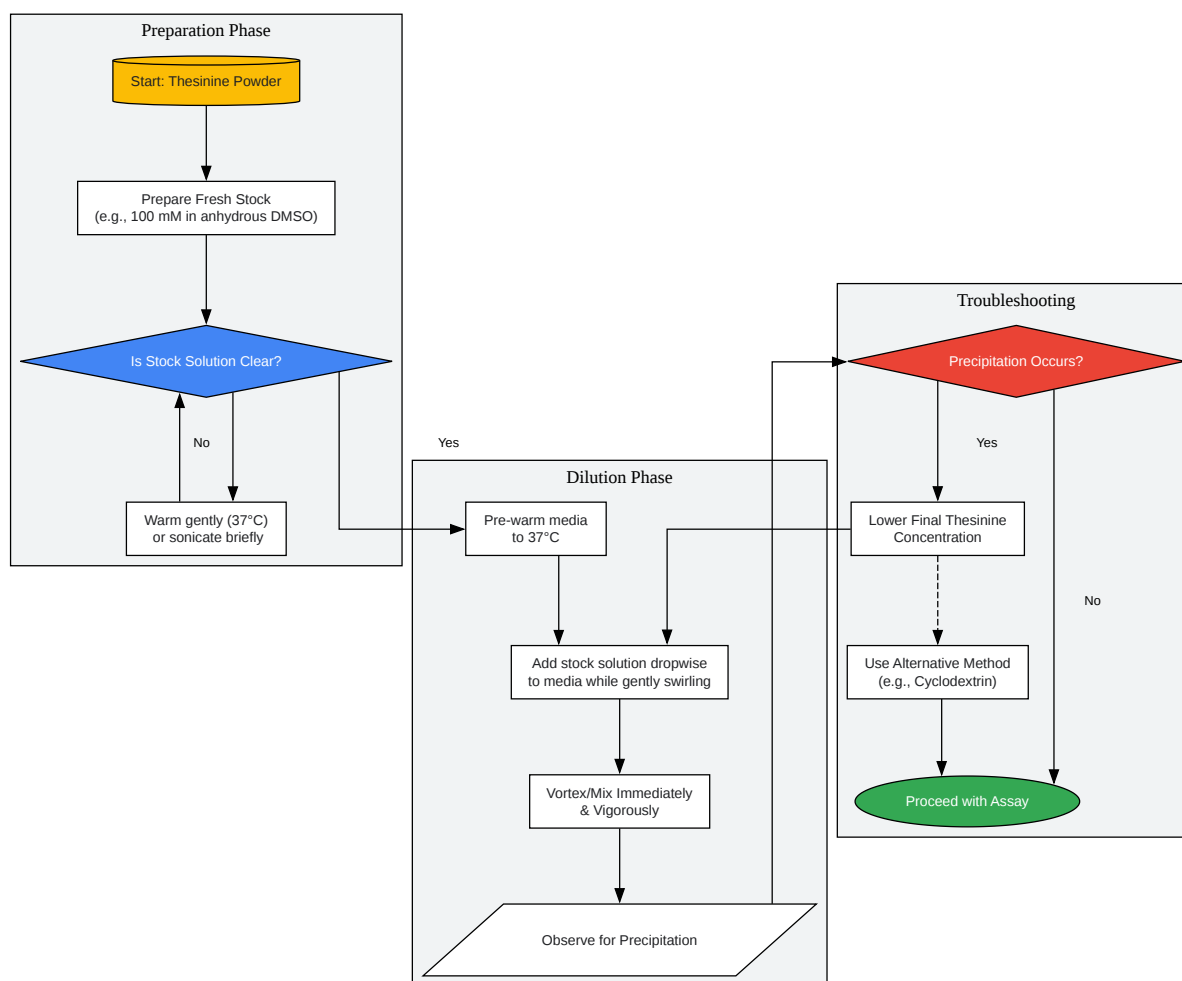 Preparation Phase
Start: Thesinine Powder
Prepare Fresh Stock
(e.g., 100 mM in anhydrous DMSO)
Is Stock Solution Clear?
No
Warm gently (37°C)
or sonicate briefly
Yes
Dilution Phase
Pre-warm media
to 37°C
Add stock solution dropwise
to media while gently swirling
Vortex/Mix Immediately
& Vigorously
Observe for Precipitation
Troubleshooting
Precipitation Occurs?
Yes
Lower Final Thesinine
Concentration
No
Use Alternative Method
(e.g., Cyclodextrin)
Proceed with Assay